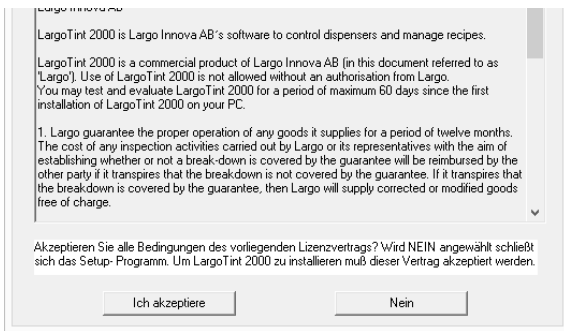 Largo Innova AB
LargoTint 2000 is Largo Innova AB´s software to control dispensers and manage recipes.
LargoTint 2000 is a commercial product of Largo Innova AB (in this document referred to as
'Largo'). Use of LargoTint 2000 is not allowed without an authorisation from Largo.
You may test and evaluate LargoTint 2000 for a period of maximum 60 days since the first
installation of LargoTint 2000 on your PC.
1. Largo guarantee the proper operation of any goods it supplies for a period of twelve months.
The cost of any inspection activities carried out by Largo or its representatives with the aim of
establishing whether or not a break-down is covered by the guarantee will be reimbursed by the
other party if it transpires that the breakdown is not covered by the guarantee. If it transpires that
the breakdown is covered by the guarantee, then Largo will supply corrected or modified goods
free of charge.
Akzeptieren Sie alle Bedingungen des vorliegenden Lizenzvertrags? Wird NEIN angewählt schließt
sich das Setup- Programm. Um LargoTint 2000 zu installieren muß dieser Vertrag akzeptiert werden.
Ich akzeptiere
Nein